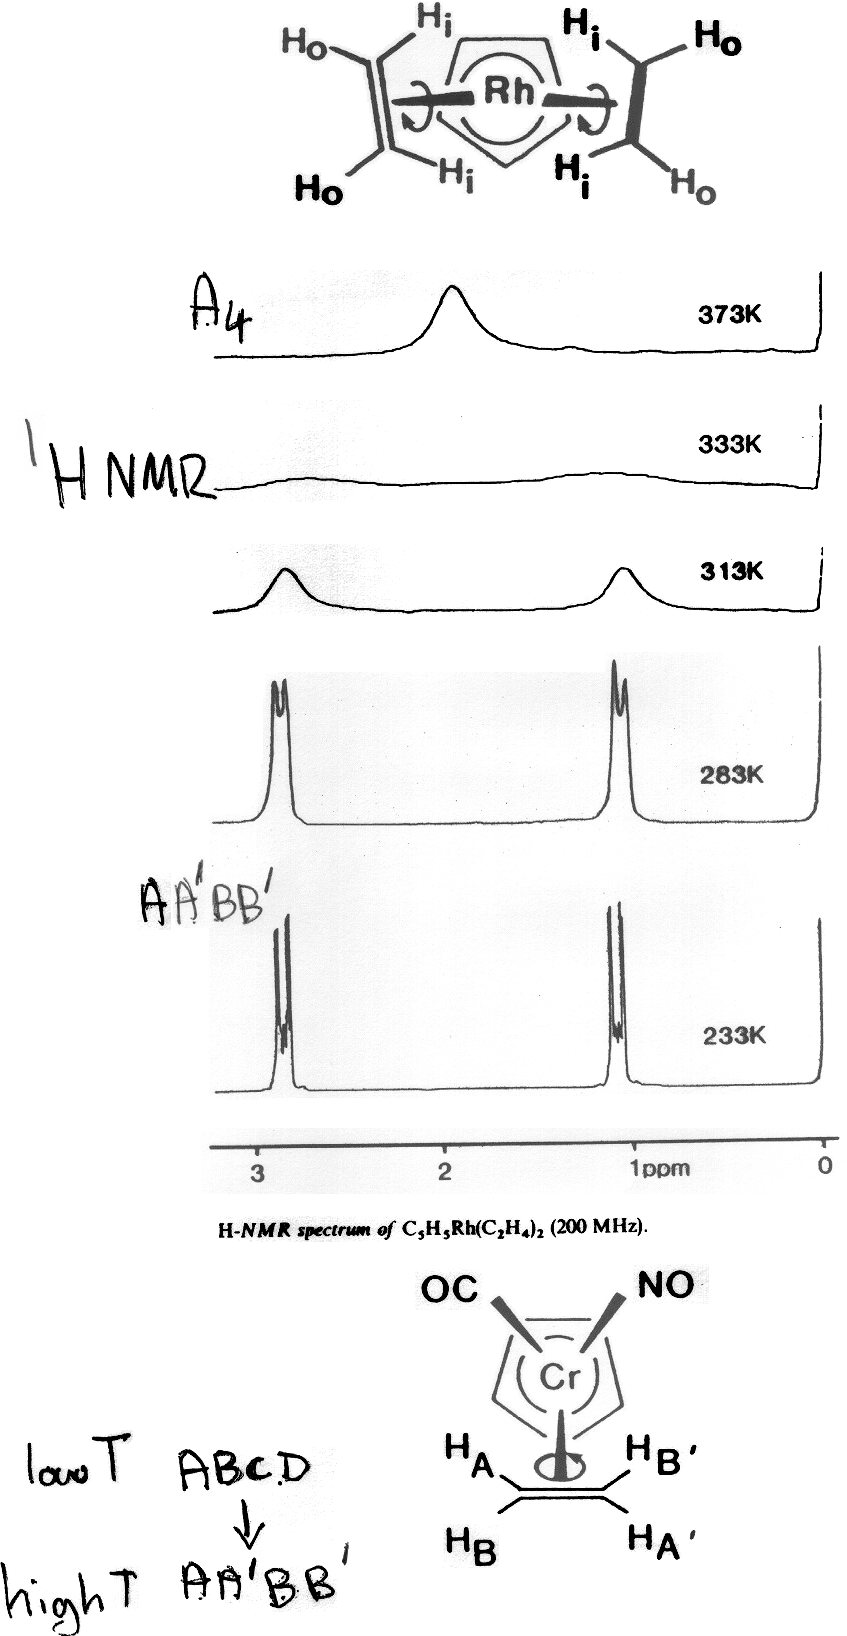 Hi Hi
Ho Ho
Rh
Ho Hi Hi Ho
A4 373K
333K
¹H NMR
313K
283K
AA'BB'
233K
3 2 1ppm 0
H-NMR spectrum of C₅H₅Rh(C₂H₄)₂ (200 MHz).
OC NO
Cr
HA HB'
low T ABCD
HB HA'
high T AA'BB'